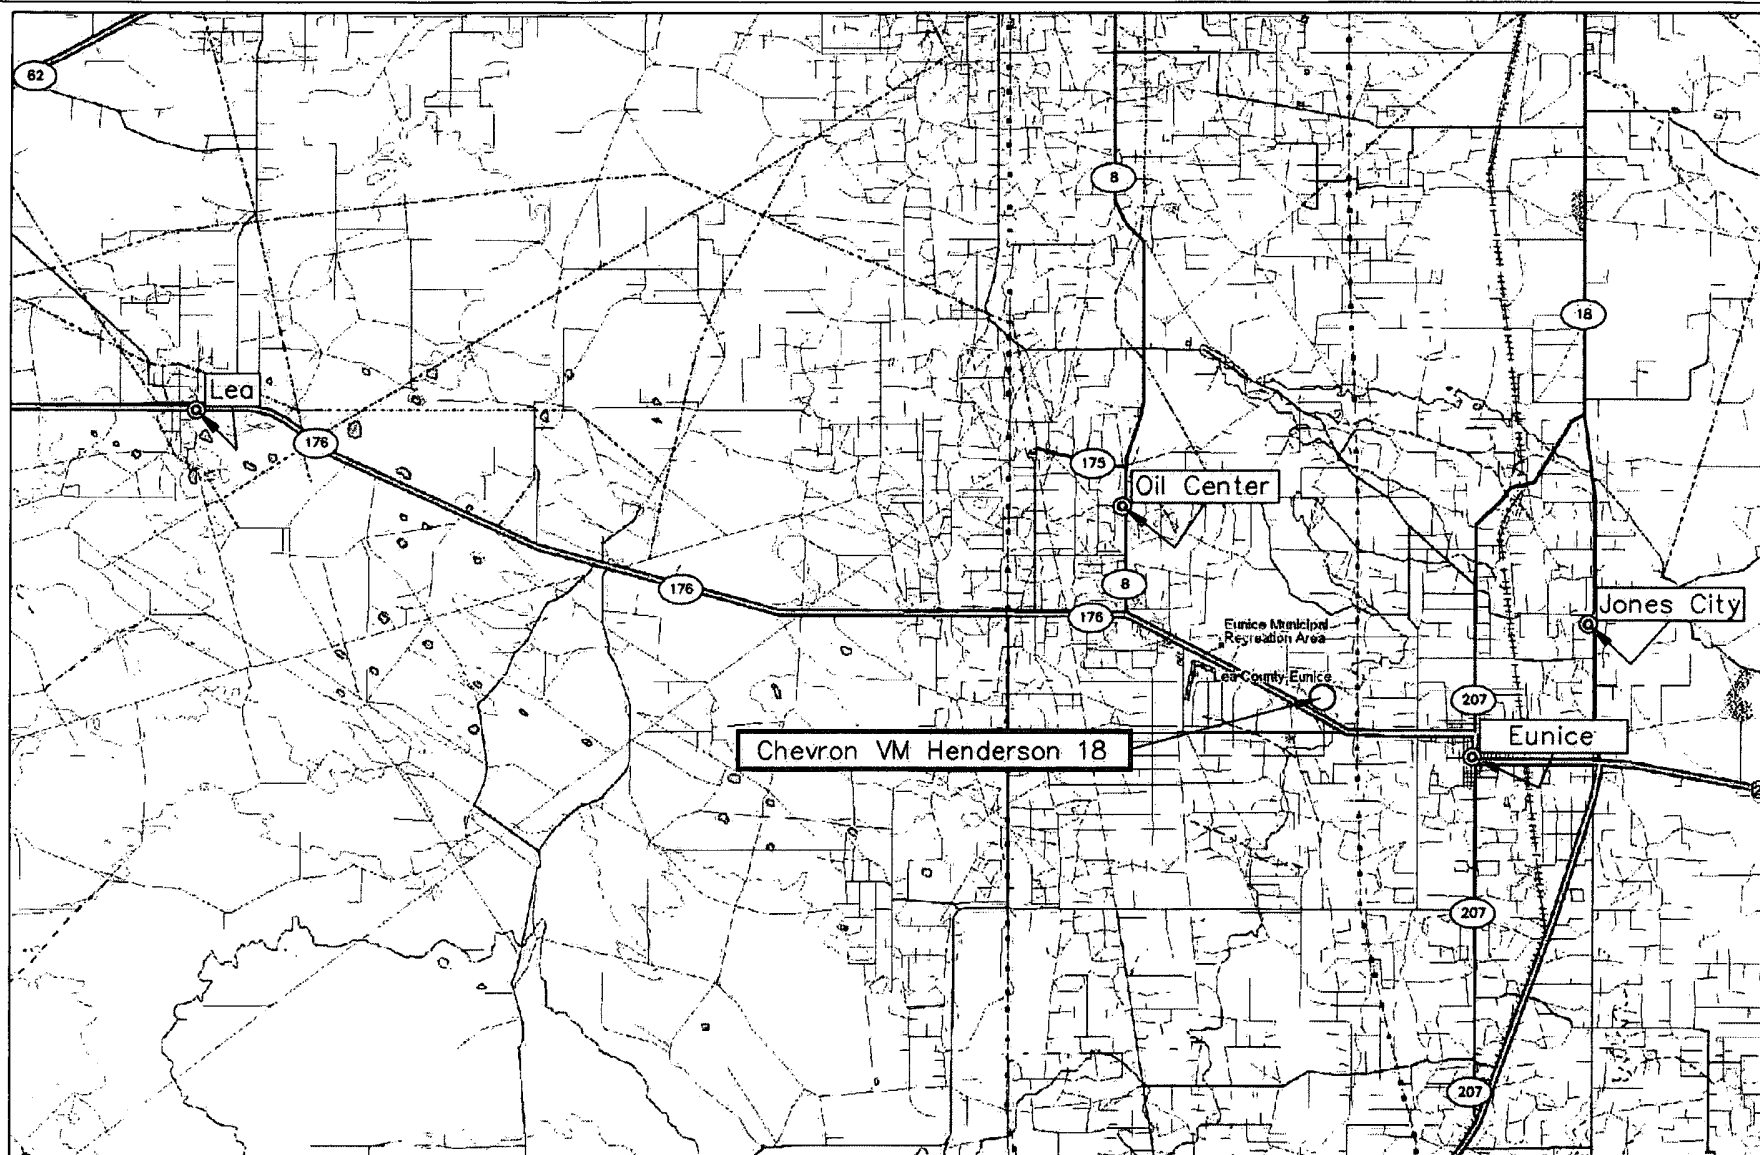 62
8
18
Lea
176
175
Oil Center
8
176
176
Jones City
Eunice Municipal
Recreation Area
Lea County Eunice
207
Eunice
Chevron VM Henderson 18
207
207